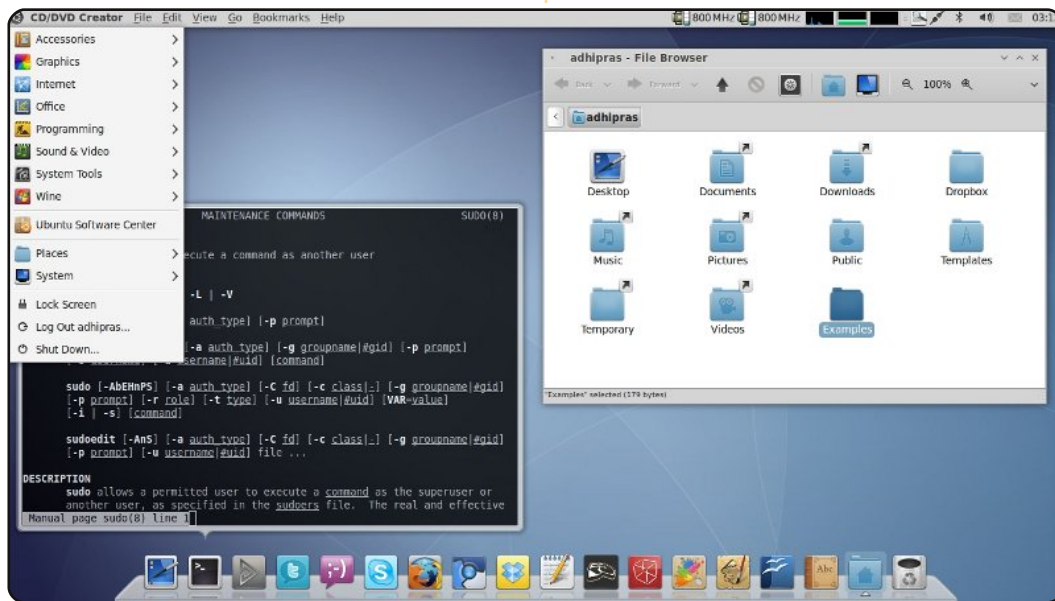 CD/DVD Creator File Edit View Go Bookmarks Help
800 MHz 800 MHz
Accessories
Graphics
Internet
Office
Programming
Sound & Video
System Tools
Wine
Ubuntu Software Center
Places
System
Lock Screen
Log Out adhipras...
Shut Down...
MAINTENANCE COMMANDS SUDO(8)
ecute a command as another user
-L | -V
auth_type] [-p prompt]
[-a auth_type] [-g groupname|#gid] [-p prompt]
sername|#uid] [command]
sudo [-AbEHnPS] [-a auth_type] [-C fd] [-c class|-] [-g groupname|#gid]
[-p prompt] [-r role] [-t type] [-u username|#uid] [VAR=value]
[-i | -s] [command]
sudoedit [-AnS] [-a auth_type] [-C fd] [-c class|-] [-g groupname|#gid]
[-p prompt] [-u username|#uid] file ...
DESCRIPTION
sudo allows a permitted user to execute a command as the superuser or
another user, as specified in the sudoers file. The real and effective
Manual page sudo(8) line 1
adhipras - File Browser
Back Forward 100%
adhipras
Desktop Documents Downloads Dropbox
Music Pictures Public Templates
Temporary Videos Examples
"Examples" selected (179 bytes)
Abc